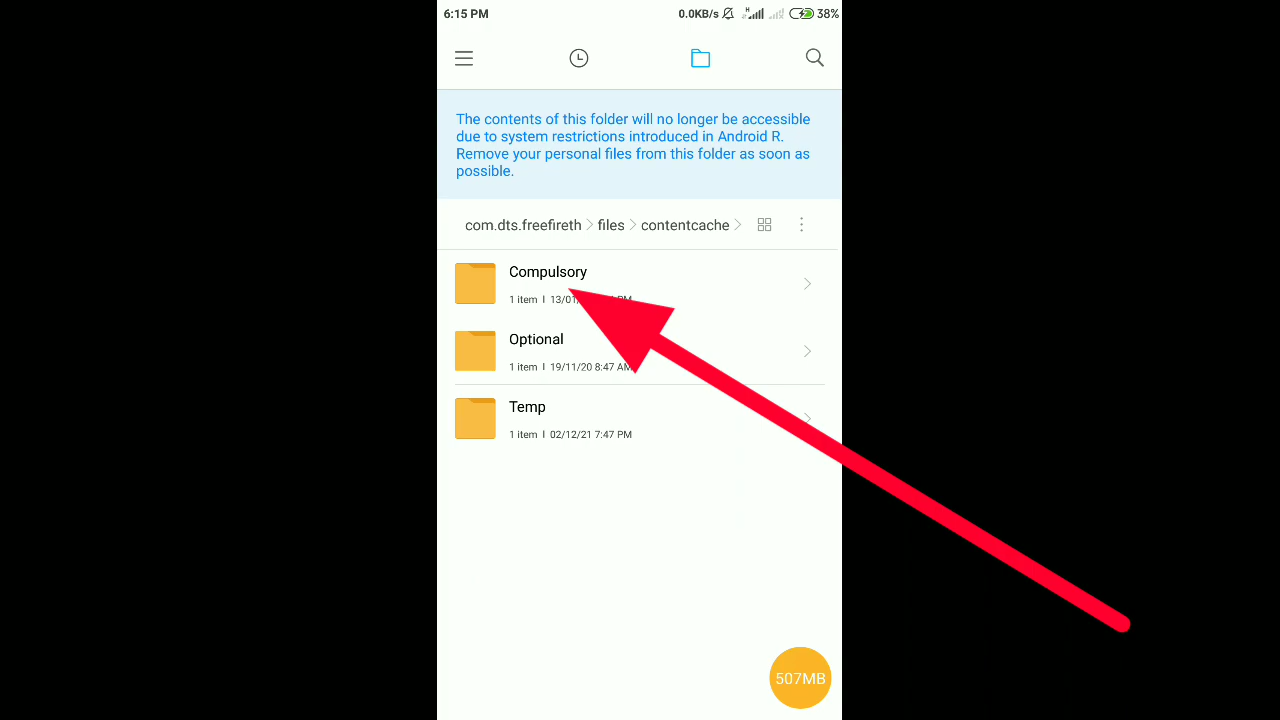 6:15 PM 0.0KB/s H 38%
The contents of this folder will no longer be accessible
due to system restrictions introduced in Android R.
Remove your personal files from this folder as soon as
possible.
com.dts.freefireth files contentcache
Compulsory
1 item | 13/01/ PM
Optional
1 item | 19/11/20 8:47 AM
Temp
1 item | 02/12/21 7:47 PM
507MB